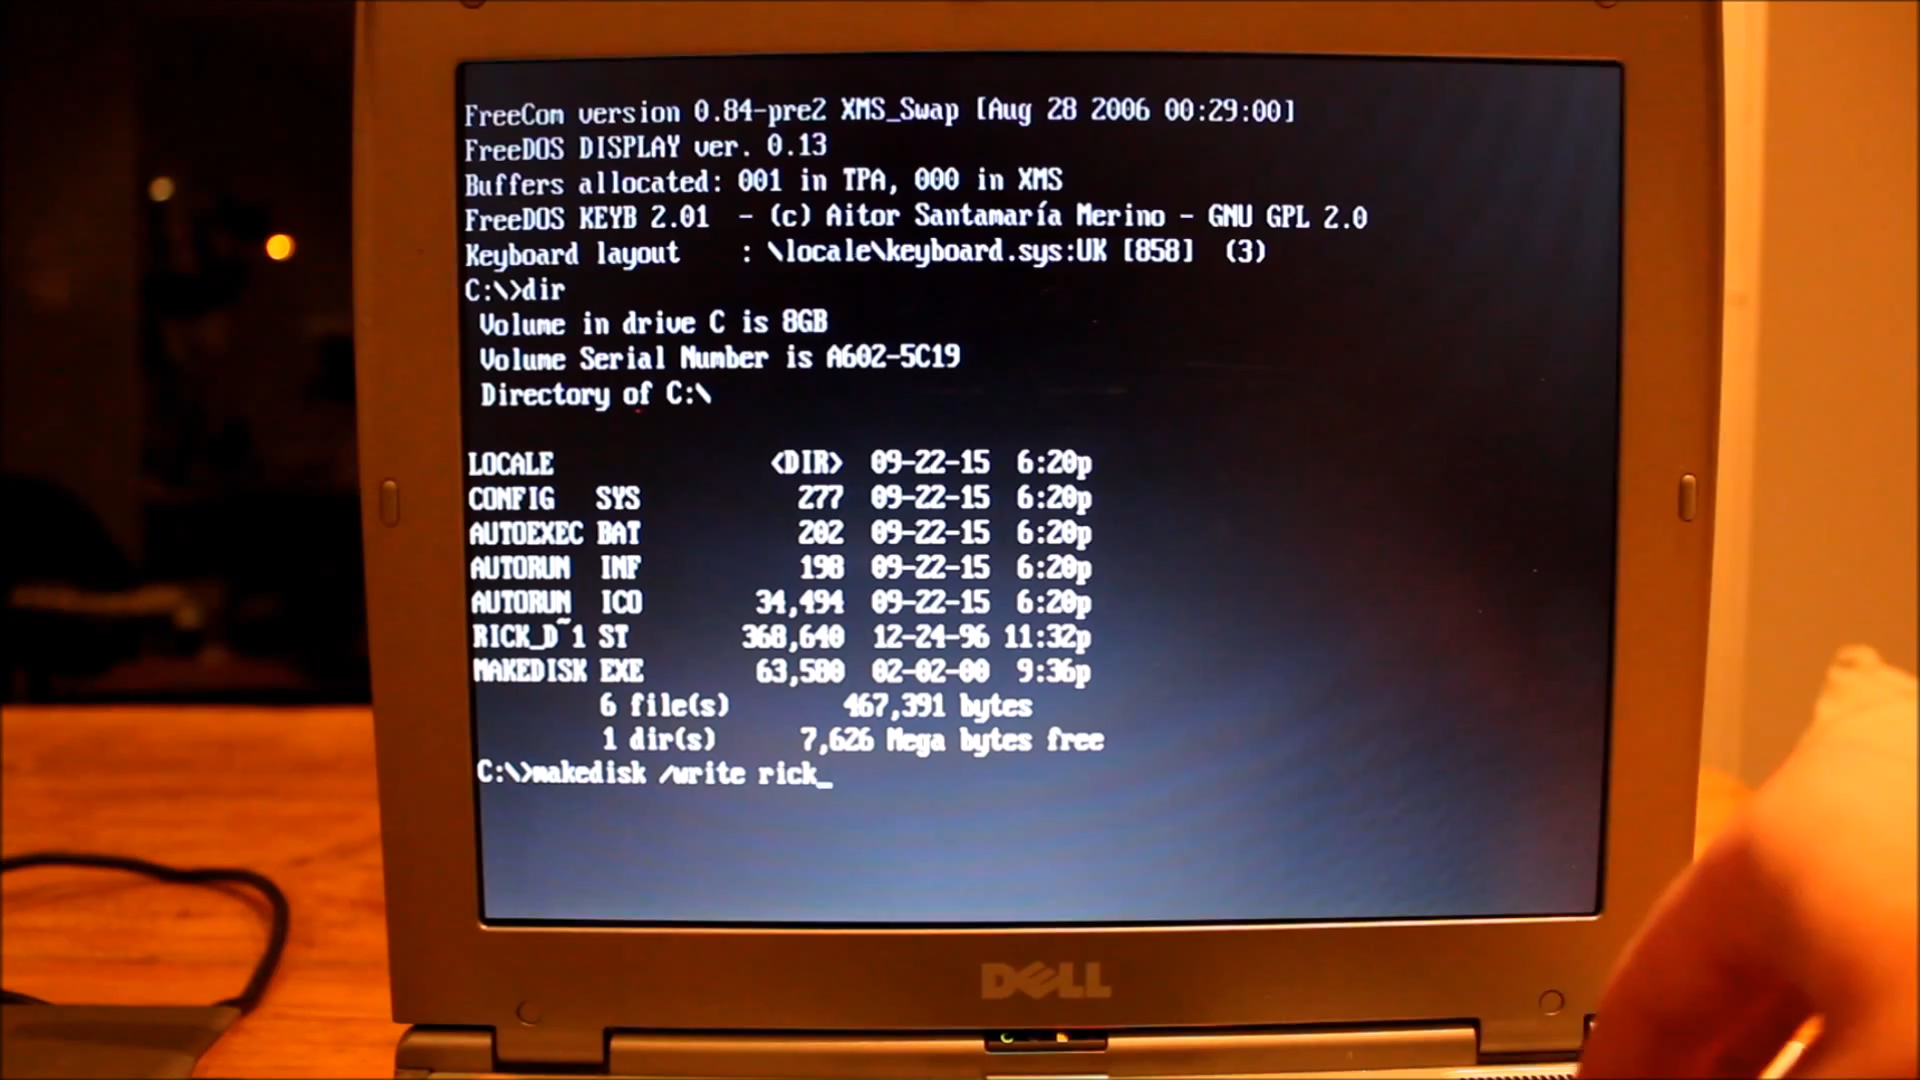 FreeCom version 0.84-pre2 XMS_Swap [Aug 28 2006 00:29:00]
FreeDOS DISPLAY ver. 0.13
Buffers allocated: 001 in TPA, 000 in XMS
FreeDOS KEYB 2.01 - (c) Aitor Santamaría Merino - GNU GPL 2.0
Keyboard layout : \locale\keyboard.sys:UK [858] (3)
C:\>dir
Volume in drive C is 8GB
Volume Serial Number is A602-5C19
Directory of C:\
LOCALE <DIR> 09-22-15 6:20p
CONFIG SYS 277 09-22-15 6:20p
AUTOEXEC BAT 202 09-22-15 6:20p
AUTORUN INF 198 09-22-15 6:20p
AUTORUN ICO 34,494 09-22-15 6:20p
RICK_D~1 ST 368,640 12-24-96 11:32p
MAKEDISK EXE 63,580 02-02-00 9:36p
6 file(s) 467,391 bytes
1 dir(s) 7,626 Mega bytes free
C:\>makedisk /write rick_
DELL